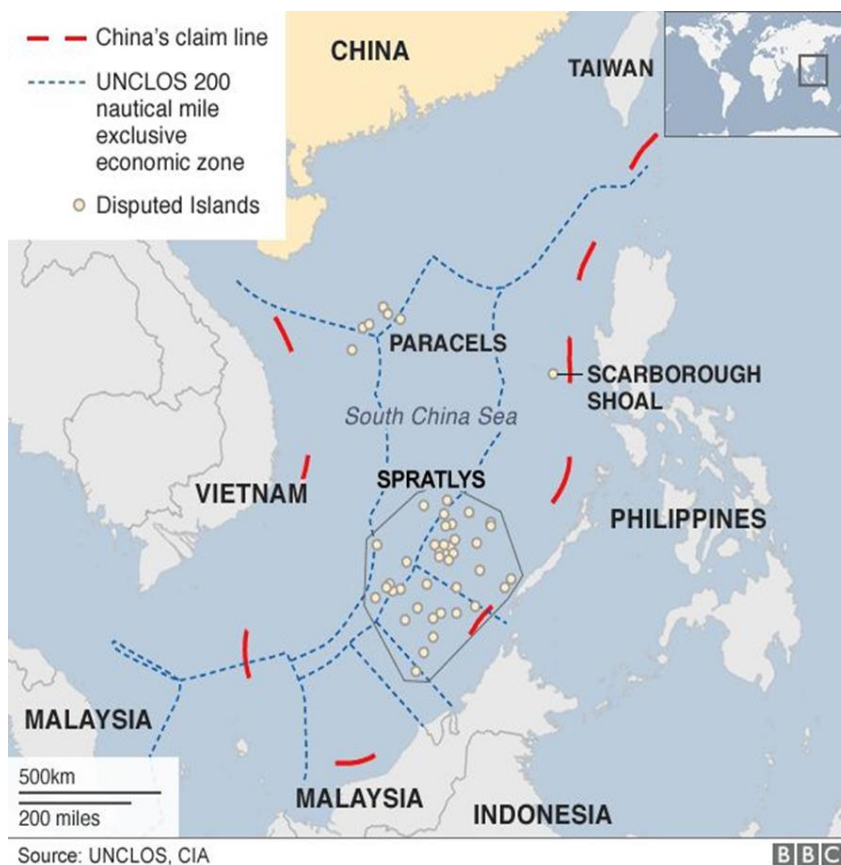 China's claim line
UNCLOS 200
nautical mile
exclusive
economic zone
Disputed Islands
CHINA
TAIWAN
PARACELS
SCARBOROUGH
SHOAL
South China Sea
SPRATLYS
VIETNAM
PHILIPPINES
MALAYSIA
500km
200 miles
MALAYSIA
INDONESIA
Source: UNCLOS, CIA
BBC